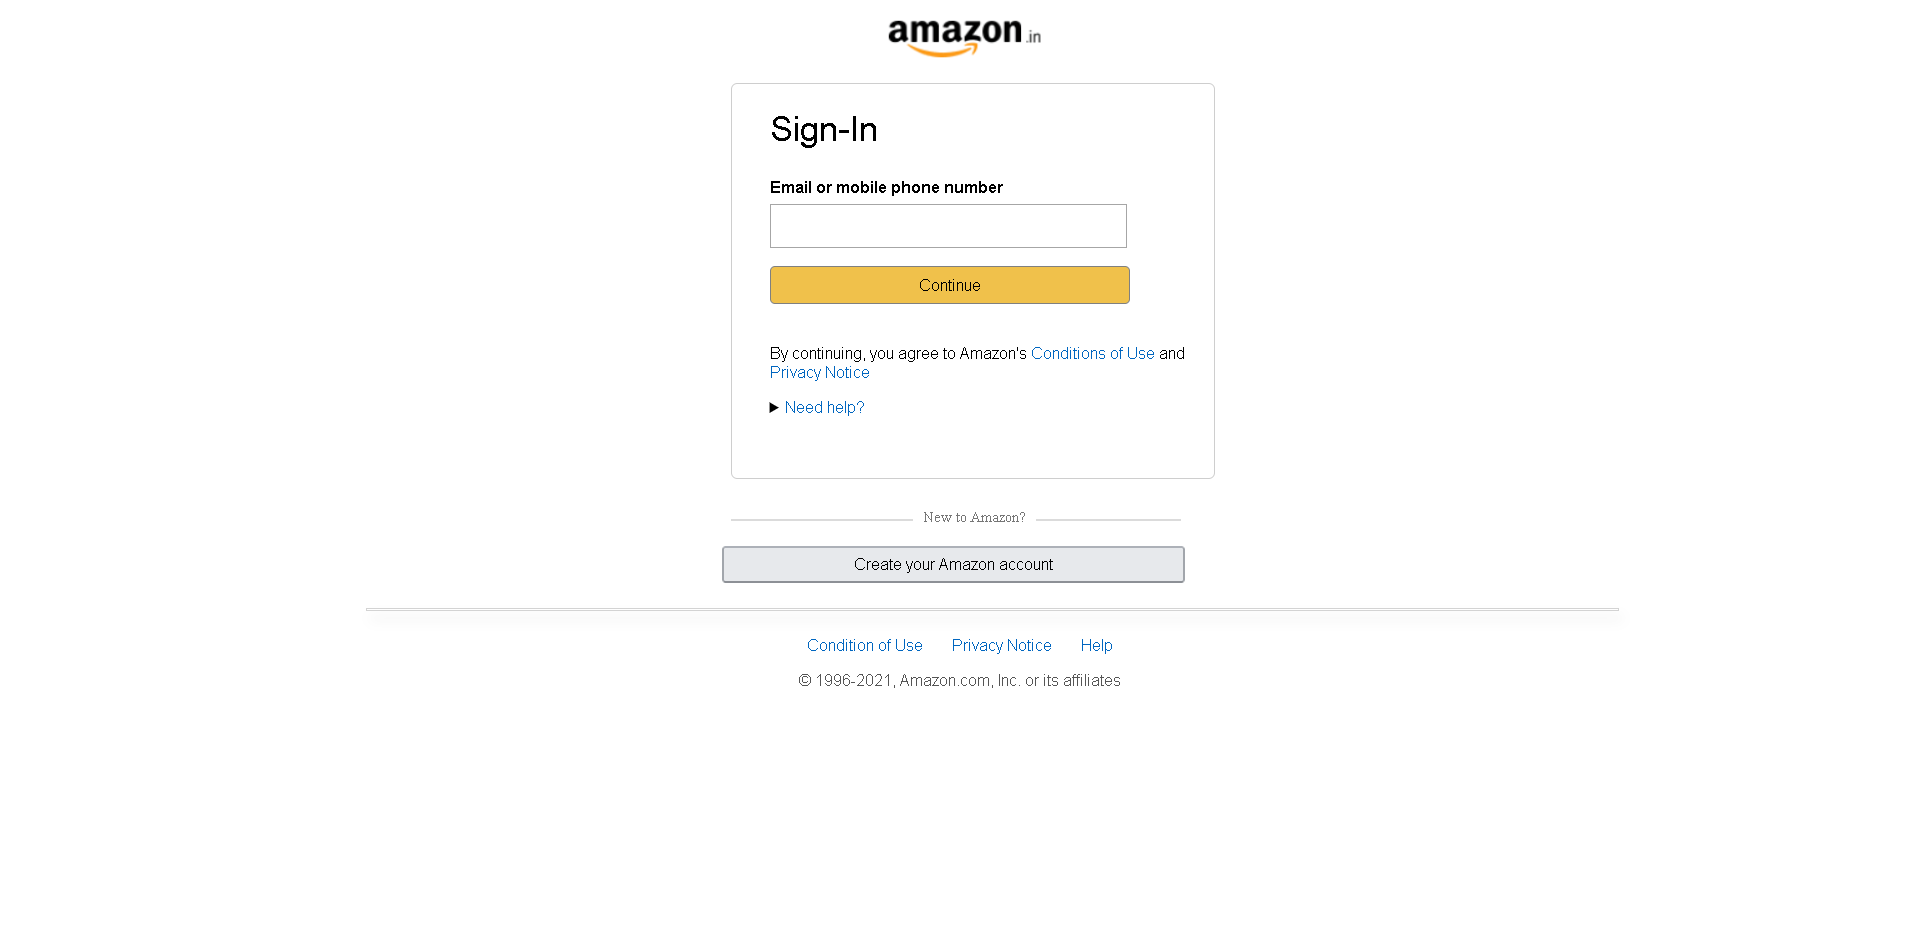 amazon.in
Sign-In
Email or mobile phone number
Continue
By continuing, you agree to Amazon's Conditions of Use and
Privacy Notice
Need help?
New to Amazon?
Create your Amazon account
Condition of Use Privacy Notice Help
© 1996-2021, Amazon.com, Inc. or its affiliates